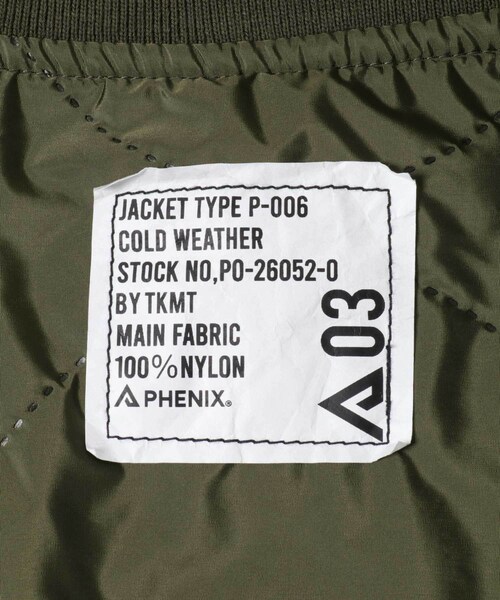 JACKET TYPE P-006
COLD WEATHER
STOCK NO,PO-26052-0
BY TKMT
MAIN FABRIC
100%NYLON
PHENIX®
03